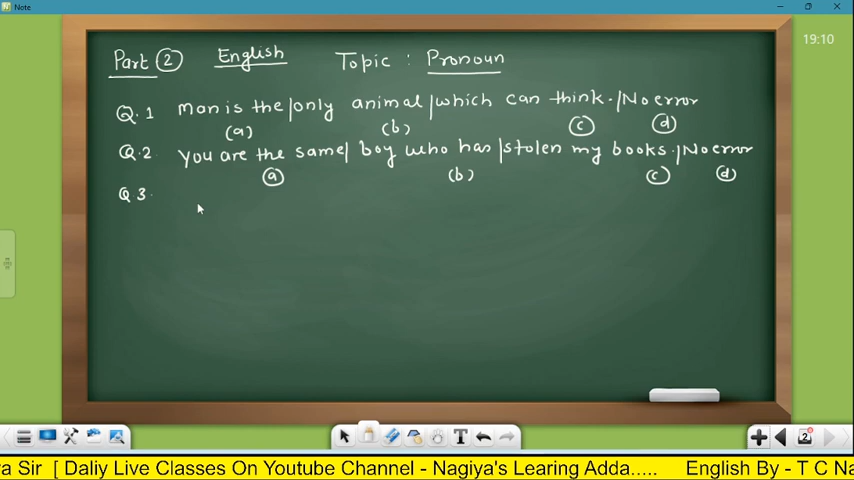 Note
19:10
Part 2 English Topic : Pronoun
Q.1 Man is the / only animal / which can think. / No error
(a) (b) (c) (d)
Q.2 You are the same / boy who has / stolen my books. / No error
(a) (b) (c) (d)
Q 3.
2
ya Sir [ Daliy Live Classes On Youtube Channel - Nagiya's Learing Adda..... English By - T C Na